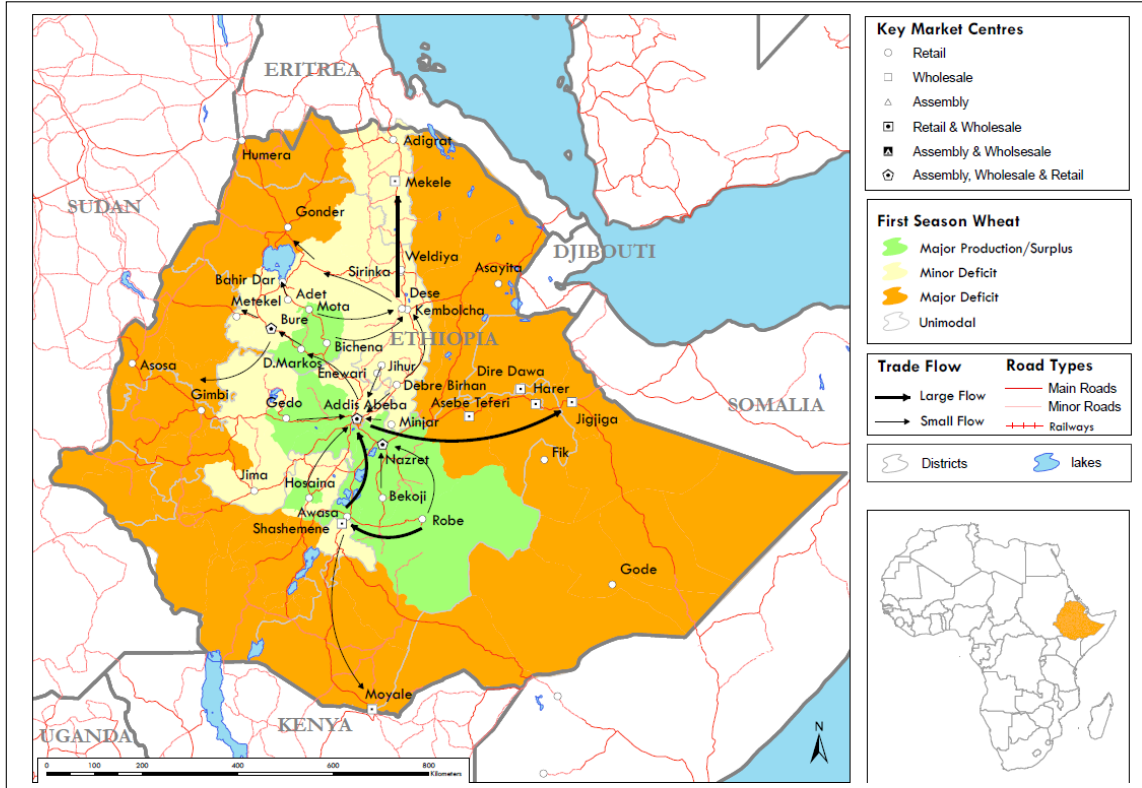 ERITREA
SUDAN
DJIBOUTI
ETHIOPIA
SOMALIA
KENYA
UGANDA
Humera
Adigrat
Mekele
Gonder
Weldiya
Sirinka
Asayita
Bahir Dar
Dese
Adet
Metekel
Mota
Kembolcha
Bure
Bichena
D.Markos
Jihur
Enewari
Dire Dawa
Asosa
Debre Birhan
Harer
Gimbi
Gedo
Addis Abeba
Asebe Teferi
Minjar
Jigjiga
Nazret
Fik
Jima
Hosaina
Bekoji
Awasa
Robe
Shashemene
Gode
Moyale
N
0 100 200 400 600 800
Kilometers
Key Market Centres
Retail
Wholesale
Assembly
Retail & Wholesale
Assembly & Wholsesale
Assembly, Wholesale & Retail
First Season Wheat
Major Production/Surplus
Minor Deficit
Major Deficit
Unimodal
Trade Flow
Large Flow
Small Flow
Road Types
Main Roads
Minor Roads
Railways
Districts
lakes